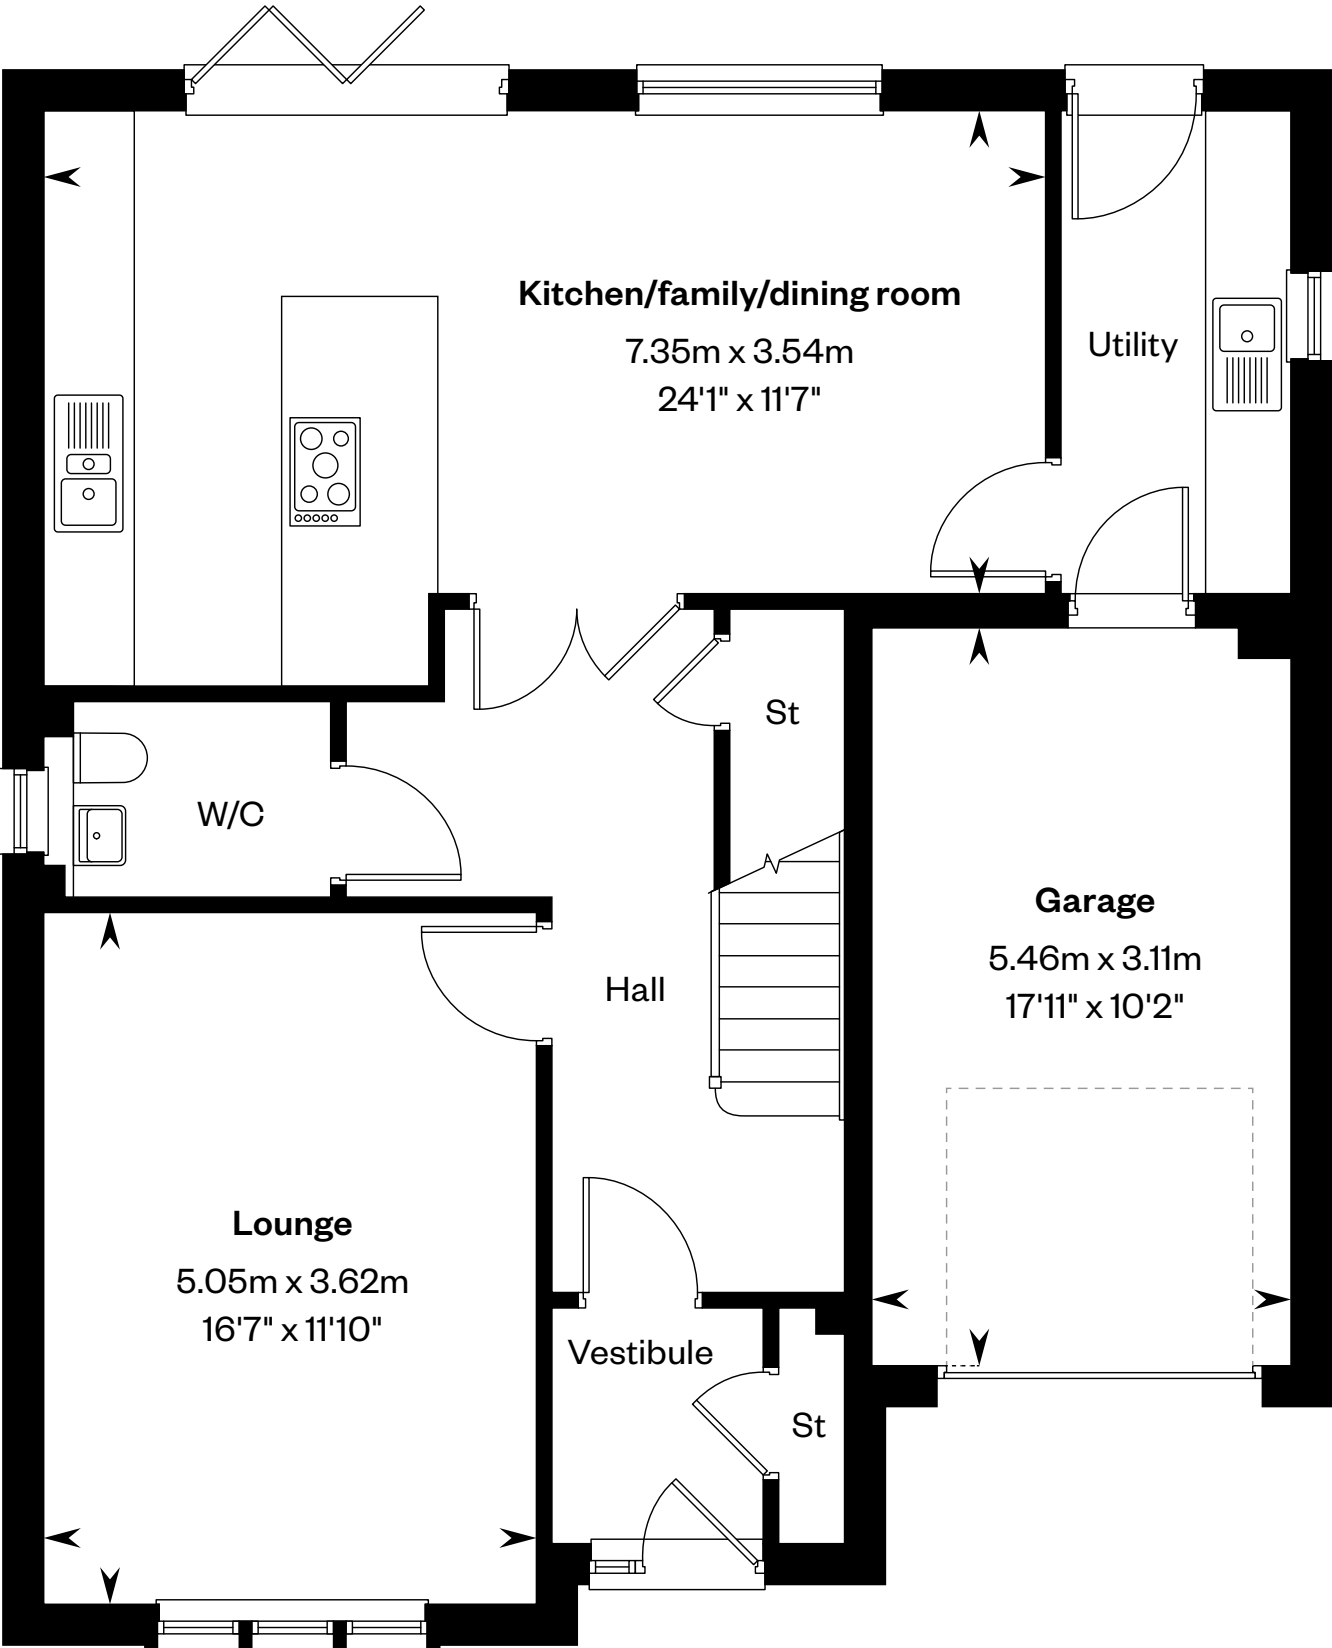 Kitchen/family/dining room
7.35m x 3.54m
24'1" x 11'7"
Utility
St
W/C
Garage
5.46m x 3.11m
17'11" x 10'2"
Hall
Lounge
5.05m x 3.62m
16'7" x 11'10"
Vestibule
St